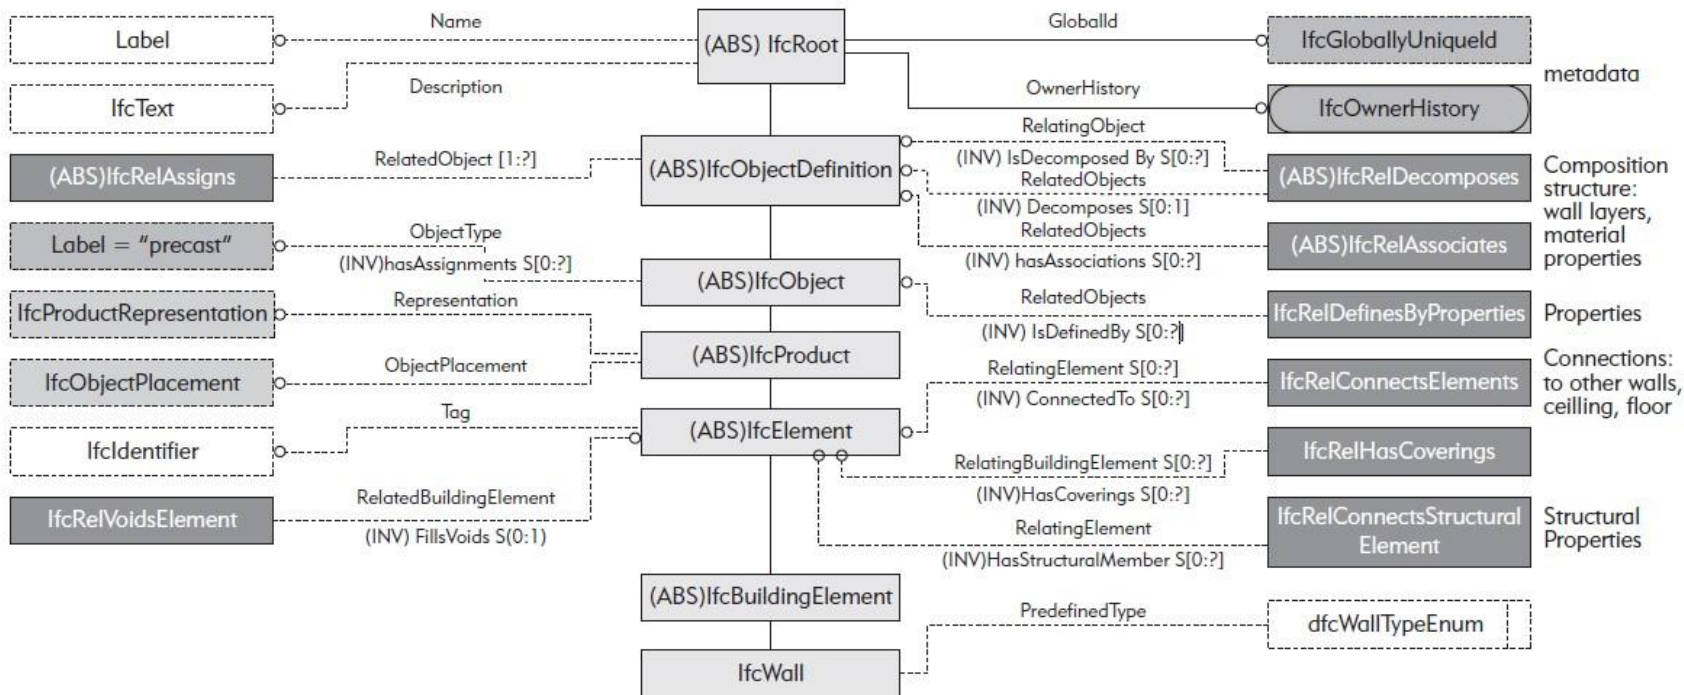 Name
GlobalId
Label
(ABS) IfcRoot
IfcGloballyUniqueId
metadata
Description
OwnerHistory
IfcText
IfcOwnerHistory
RelatingObject
(INV) IsDecomposed By S[0:?]
RelatedObject [1:?]
(ABS)IfcRelAssigns
(ABS)IfcObjectDefinition
RelatedObjects
(ABS)IfcRelDecomposes
Composition
structure:
wall layers,
material
properties
(INV) Decomposes S[0:1]
ObjectType
RelatedObjects
Label = "precast"
(ABS)IfcRelAssociates
(INV)hasAssignments S[0:?]
(INV) hasAssociations S[0:?]
(ABS)IfcObject
Representation
RelatedObjects
IfcProductRepresentation
IfcRelDefinesByProperties
Properties
(INV) IsDefinedBy S[0:?]
(ABS)IfcProduct
ObjectPlacement
RelatingElement S[0:?]
IfcObjectPlacement
IfcRelConnectsElements
Connections:
to other walls,
ceilling, floor
(INV) ConnectedTo S[0:?]
Tag
(ABS)IfcElement
IfcIdentifier
RelatingBuildingElement S[0:?]
IfcRelHasCoverings
RelatedBuildingElement
(INV)HasCoverings S[0:?]
IfcRelVoidsElement
RelatingElement
IfcRelConnectsStructural
Element
Structural
Properties
(INV) FillsVoids S(0:1)
(INV)HasStructuralMember S[0:?]
(ABS)IfcBuildingElement
PredefinedType
dfcWallTypeEnum
IfcWall